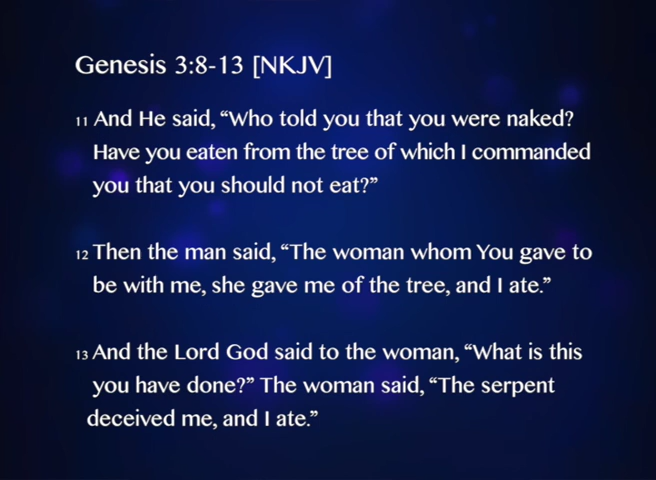 Genesis 3:8-13 [NKJV]
11 And He said, “Who told you that you were naked?
Have you eaten from the tree of which I commanded
you that you should not eat?”
12 Then the man said, “The woman whom You gave to
be with me, she gave me of the tree, and I ate.”
13 And the Lord God said to the woman, “What is this
you have done?” The woman said, “The serpent
deceived me, and I ate.”